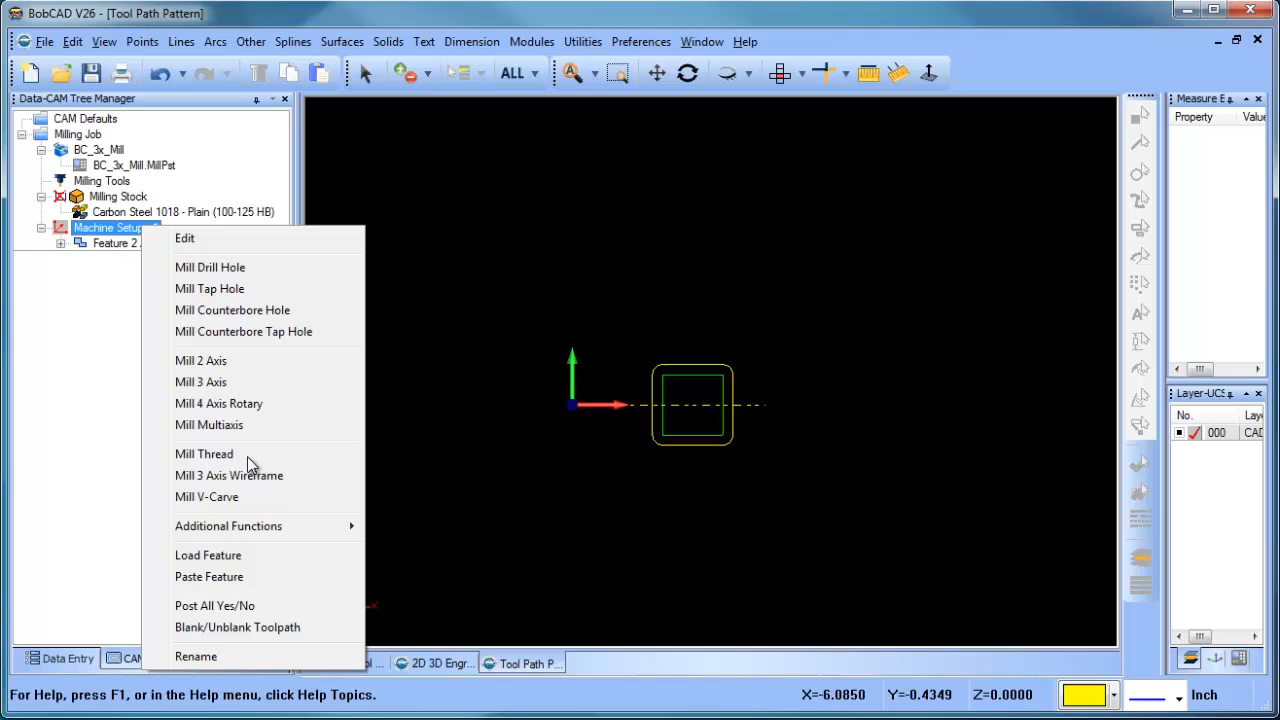 BobCAD V26 - [Tool Path Pattern]
File Edit View Points Lines Arcs Other Splines Surfaces Solids Text Dimension Modules Utilities Preferences Window Help
ALL
Data-CAM Tree Manager
CAM Defaults
Milling Job
BC_3x_Mill
BC_3x_Mill.MillPst
Milling Tools
Milling Stock
Carbon Steel 1018 - Plain (100-125 HB)
Machine Setup
Feature 2
Edit
Mill Drill Hole
Mill Tap Hole
Mill Counterbore Hole
Mill Counterbore Tap Hole
Mill 2 Axis
Mill 3 Axis
Mill 4 Axis Rotary
Mill Multiaxis
Mill Thread
Mill 3 Axis Wireframe
Mill V-Carve
Additional Functions
Load Feature
Paste Feature
Post All Yes/No
Blank/Unblank Toolpath
Rename
Measure E
Property Value
Layer-UCS
No. Laye
000 CAD
Data Entry CAM
2D 3D Engr... Tool Path P...
For Help, press F1, or in the Help menu, click Help Topics.
X=-6.0850 Y=-0.4349 Z=0.0000 Inch